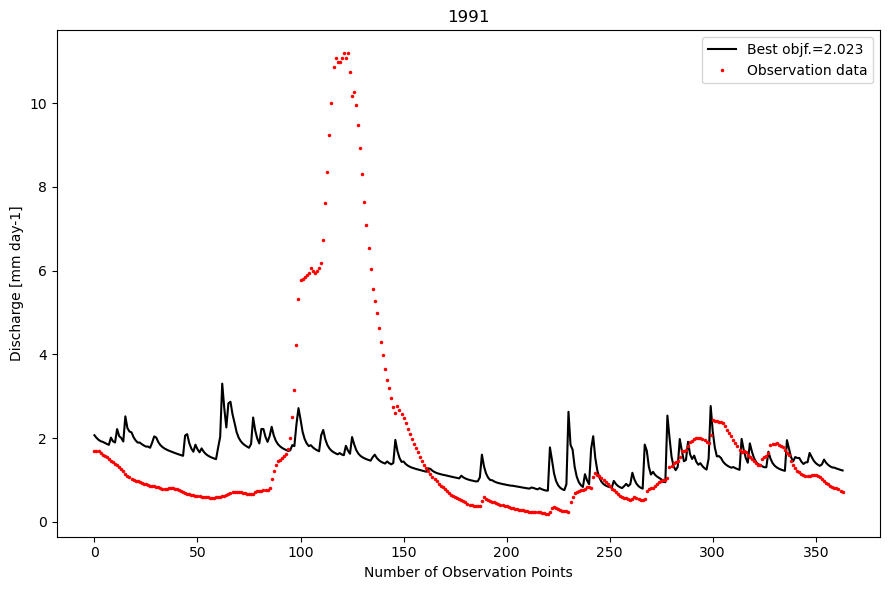 1991
Best objf.=2.023
Observation data
Discharge [mm day-1]
10
8
6
4
2
0
0 50 100 150 200 250 300 350
Number of Observation Points